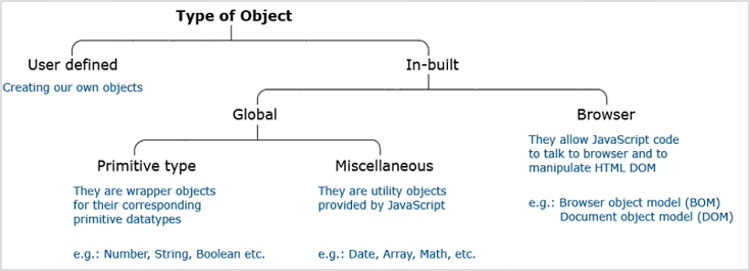 Type of Object
User defined
In-built
Creating our own objects
Global
Browser
They allow JavaScript code
to talk to browser and to
manipulate HTML DOM
Primitive type
Miscellaneous
They are wrapper objects
for their corresponding
primitive datatypes
They are utility objects
provided by JavaScript
e.g.: Browser object model (BOM)
Document object model (DOM)
e.g.: Number, String, Boolean etc.
e.g.: Date, Array, Math, etc.